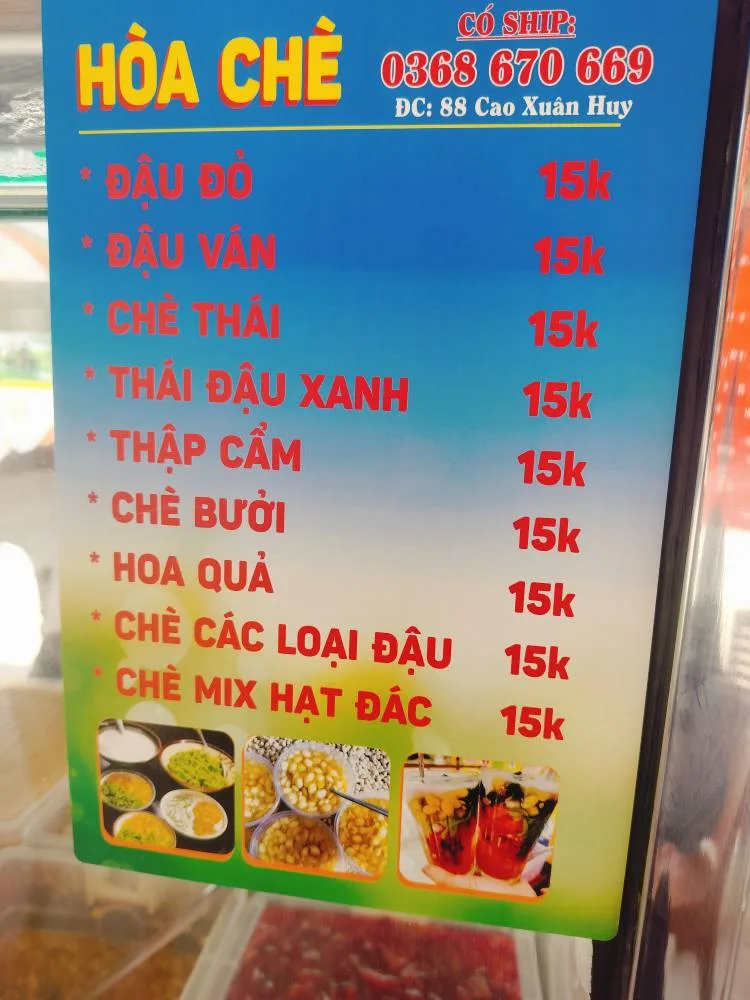 HÒA CHÈ
CÓ SHIP:
0368 670 669
ĐC: 88 Cao Xuân Huy
* ĐẬU ĐỎ 15k
* ĐẬU VÁN 15k
* CHÈ THÁI 15k
* THÁI ĐẬU XANH 15k
* THẬP CẨM 15k
* CHÈ BƯỞI 15k
* HOA QUẢ 15k
* CHÈ CÁC LOẠI ĐẬU 15k
* CHÈ MIX HẠT ĐÁC 15k